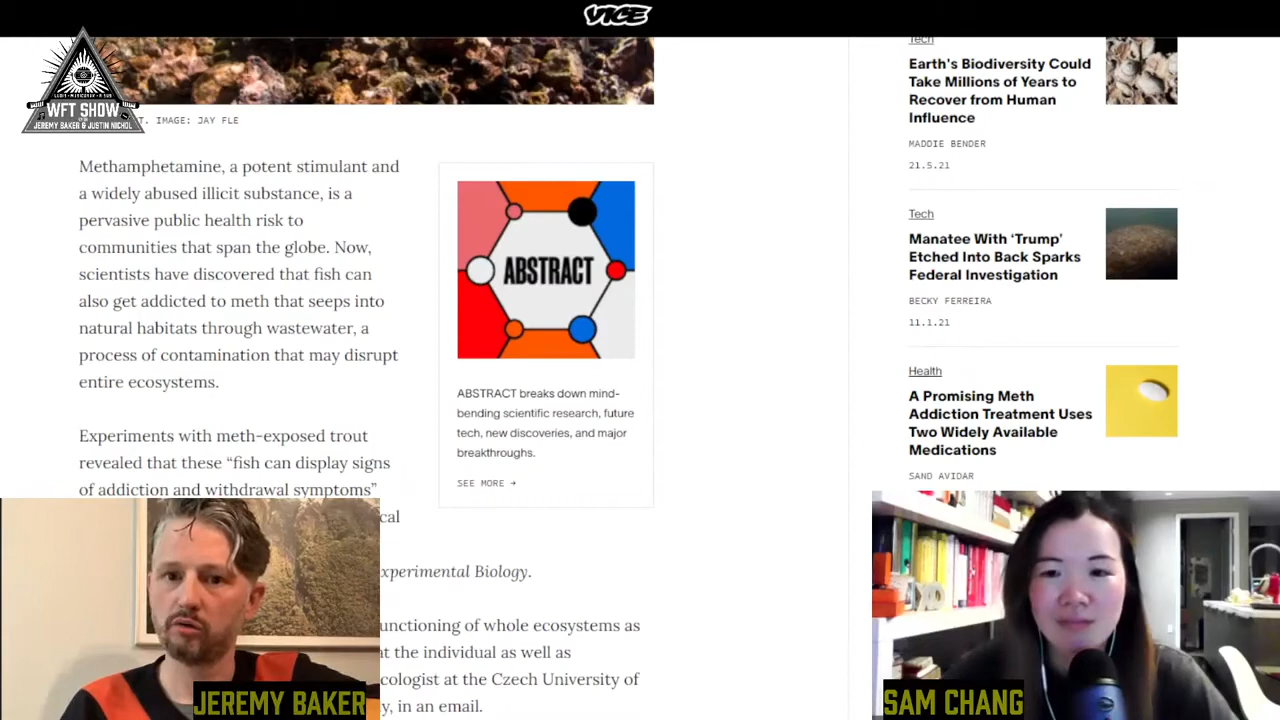 VICE
WFT SHOW
JEREMY BAKER & JUSTIN NICHOL
T. IMAGE: JAY FLE
Methamphetamine, a potent stimulant and
a widely abused illicit substance, is a
pervasive public health risk to
communities that span the globe. Now,
scientists have discovered that fish can
also get addicted to meth that seeps into
natural habitats through wastewater, a
process of contamination that may disrupt
entire ecosystems.
Experiments with meth-exposed trout
revealed that these “fish can display signs
of addiction and withdrawal symptoms”
cal
xperimental Biology.
unctioning of whole ecosystems as
at the individual as well as
cologist at the Czech University of
y, in an email.
ABSTRACT
ABSTRACT breaks down mind-
bending scientific research, future
tech, new discoveries, and major
breakthroughs.
SEE MORE →
Tech
Earth's Biodiversity Could
Take Millions of Years to
Recover from Human
Influence
MADDIE BENDER
21.5.21
Tech
Manatee With ‘Trump’
Etched Into Back Sparks
Federal Investigation
BECKY FERREIRA
11.1.21
Health
A Promising Meth
Addiction Treatment Uses
Two Widely Available
Medications
SAND AVIDAR
JEREMY BAKER
SAM CHANG